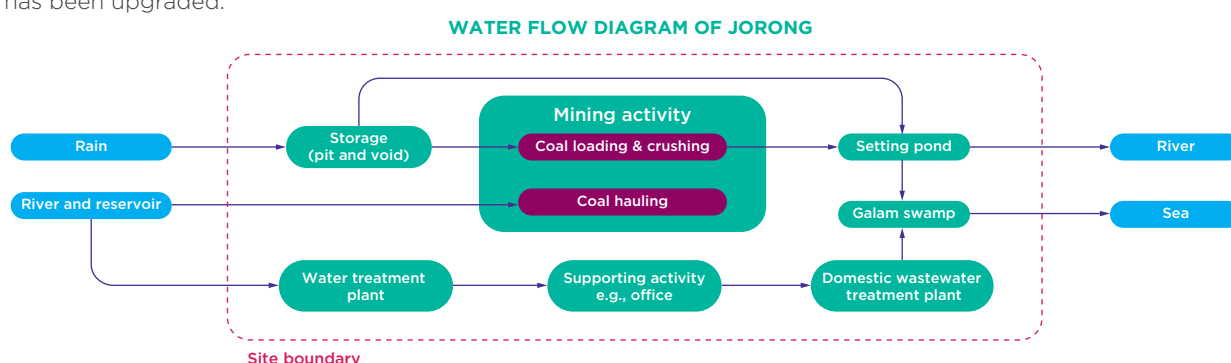 has been upgraded.
WATER FLOW DIAGRAM OF JORONG
Mining activity
Rain
Storage
(pit and void)
Coal loading & crushing
Setting pond
River
River and reservoir
Coal hauling
Galam swamp
Sea
Water treatment
plant
Supporting activity
e.g., office
Domestic wastewater
treatment plant
Site boundary